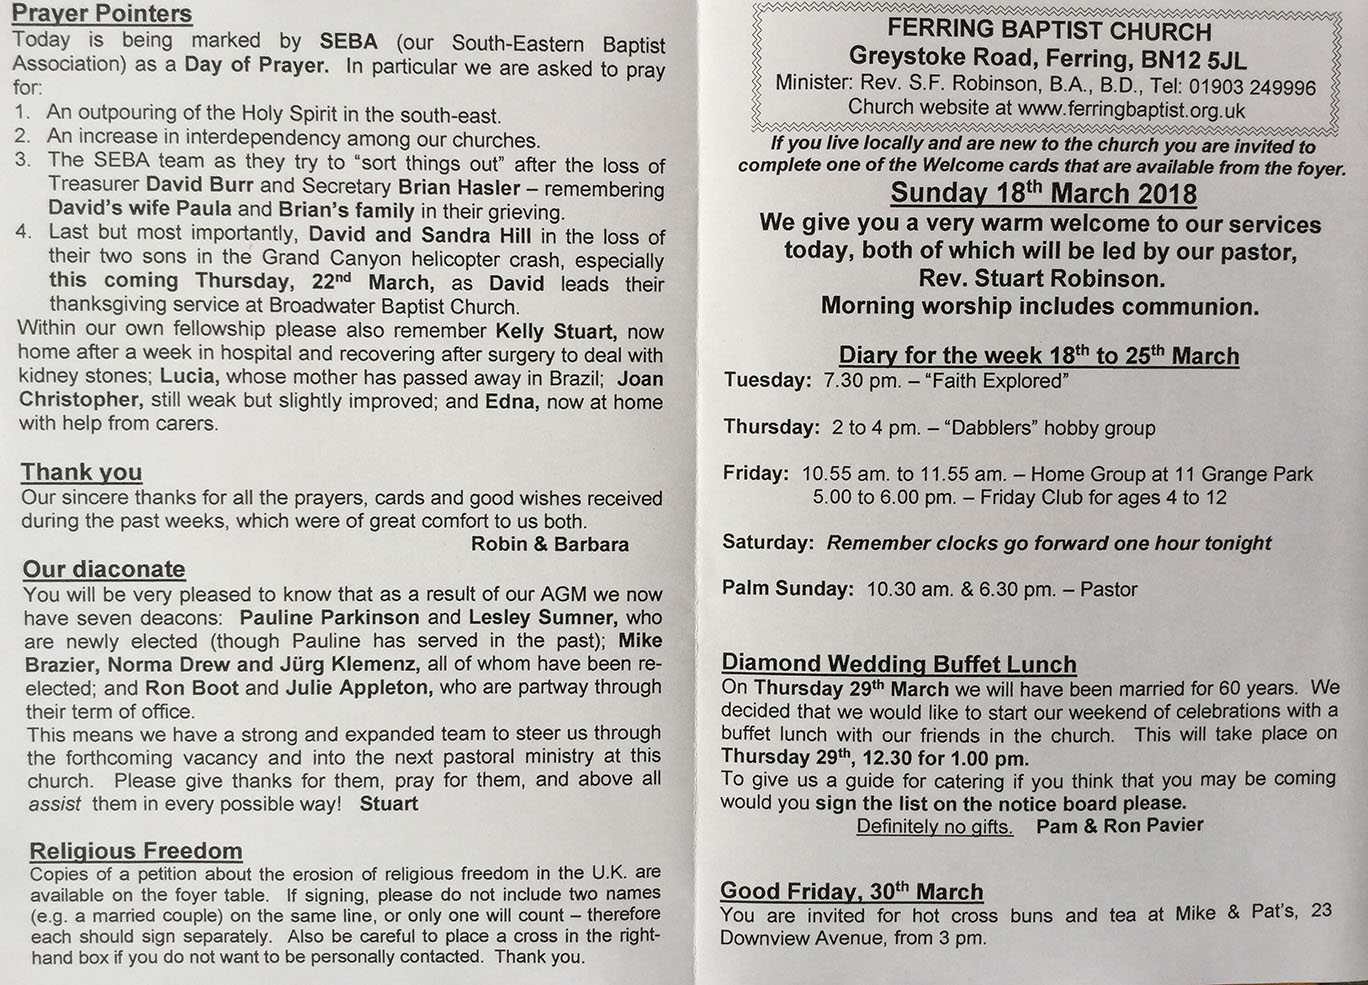 Prayer Pointers
Today is being marked by SEBA (our South-Eastern Baptist
Association) as a Day of Prayer. In particular we are asked to pray
for:
1. An outpouring of the Holy Spirit in the south-east.
2. An increase in interdependency among our churches.
3. The SEBA team as they try to “sort things out” after the loss of
Treasurer David Burr and Secretary Brian Hasler – remembering
David’s wife Paula and Brian’s family in their grieving.
4. Last but most importantly, David and Sandra Hill in the loss of
their two sons in the Grand Canyon helicopter crash, especially
this coming Thursday, 22nd March, as David leads their
thanksgiving service at Broadwater Baptist Church.
Within our own fellowship please also remember Kelly Stuart, now
home after a week in hospital and recovering after surgery to deal with
kidney stones; Lucia, whose mother has passed away in Brazil; Joan
Christopher, still weak but slightly improved; and Edna, now at home
with help from carers.
Thank you
Our sincere thanks for all the prayers, cards and good wishes received
during the past weeks, which were of great comfort to us both.
Robin & Barbara
Our diaconate
You will be very pleased to know that as a result of our AGM we now
have seven deacons: Pauline Parkinson and Lesley Sumner, who
are newly elected (though Pauline has served in the past); Mike
Brazier, Norma Drew and Jürg Klemenz, all of whom have been re-
elected; and Ron Boot and Julie Appleton, who are partway through
their term of office.
This means we have a strong and expanded team to steer us through
the forthcoming vacancy and into the next pastoral ministry at this
church. Please give thanks for them, pray for them, and above all
assist them in every possible way! Stuart
Religious Freedom
Copies of a petition about the erosion of religious freedom in the U.K. are
available on the foyer table. If signing, please do not include two names
(e.g. a married couple) on the same line, or only one will count – therefore
each should sign separately. Also be careful to place a cross in the right-
hand box if you do not want to be personally contacted. Thank you.
FERRING BAPTIST CHURCH
Greystoke Road, Ferring, BN12 5JL
Minister: Rev. S.F. Robinson, B.A., B.D., Tel: 01903 249996
Church website at www.ferringbaptist.org.uk
If you live locally and are new to the church you are invited to
complete one of the Welcome cards that are available from the foyer.
Sunday 18th March 2018
We give you a very warm welcome to our services
today, both of which will be led by our pastor,
Rev. Stuart Robinson.
Morning worship includes communion.
Diary for the week 18th to 25th March
Tuesday: 7.30 pm. – “Faith Explored”
Thursday: 2 to 4 pm. – “Dabblers” hobby group
Friday: 10.55 am. to 11.55 am. – Home Group at 11 Grange Park
5.00 to 6.00 pm. – Friday Club for ages 4 to 12
Saturday: Remember clocks go forward one hour tonight
Palm Sunday: 10.30 am. & 6.30 pm. – Pastor
Diamond Wedding Buffet Lunch
On Thursday 29th March we will have been married for 60 years. We
decided that we would like to start our weekend of celebrations with a
buffet lunch with our friends in the church. This will take place on
Thursday 29th, 12.30 for 1.00 pm.
To give us a guide for catering if you think that you may be coming
would you sign the list on the notice board please.
Definitely no gifts. Pam & Ron Pavier
Good Friday, 30th March
You are invited for hot cross buns and tea at Mike & Pat’s, 23
Downview Avenue, from 3 pm.